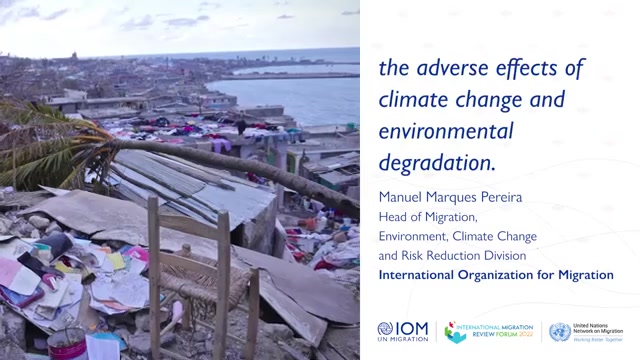 the adverse effects of
climate change and
environmental
degradation.
Manuel Marques Pereira
Head of Migration,
Environment, Climate Change
and Risk Reduction Division
International Organization for Migration
IOM
UN MIGRATION
INTERNATIONAL MIGRATION
REVIEW FORUM 2022
United Nations
Network on Migration
Working Better Together